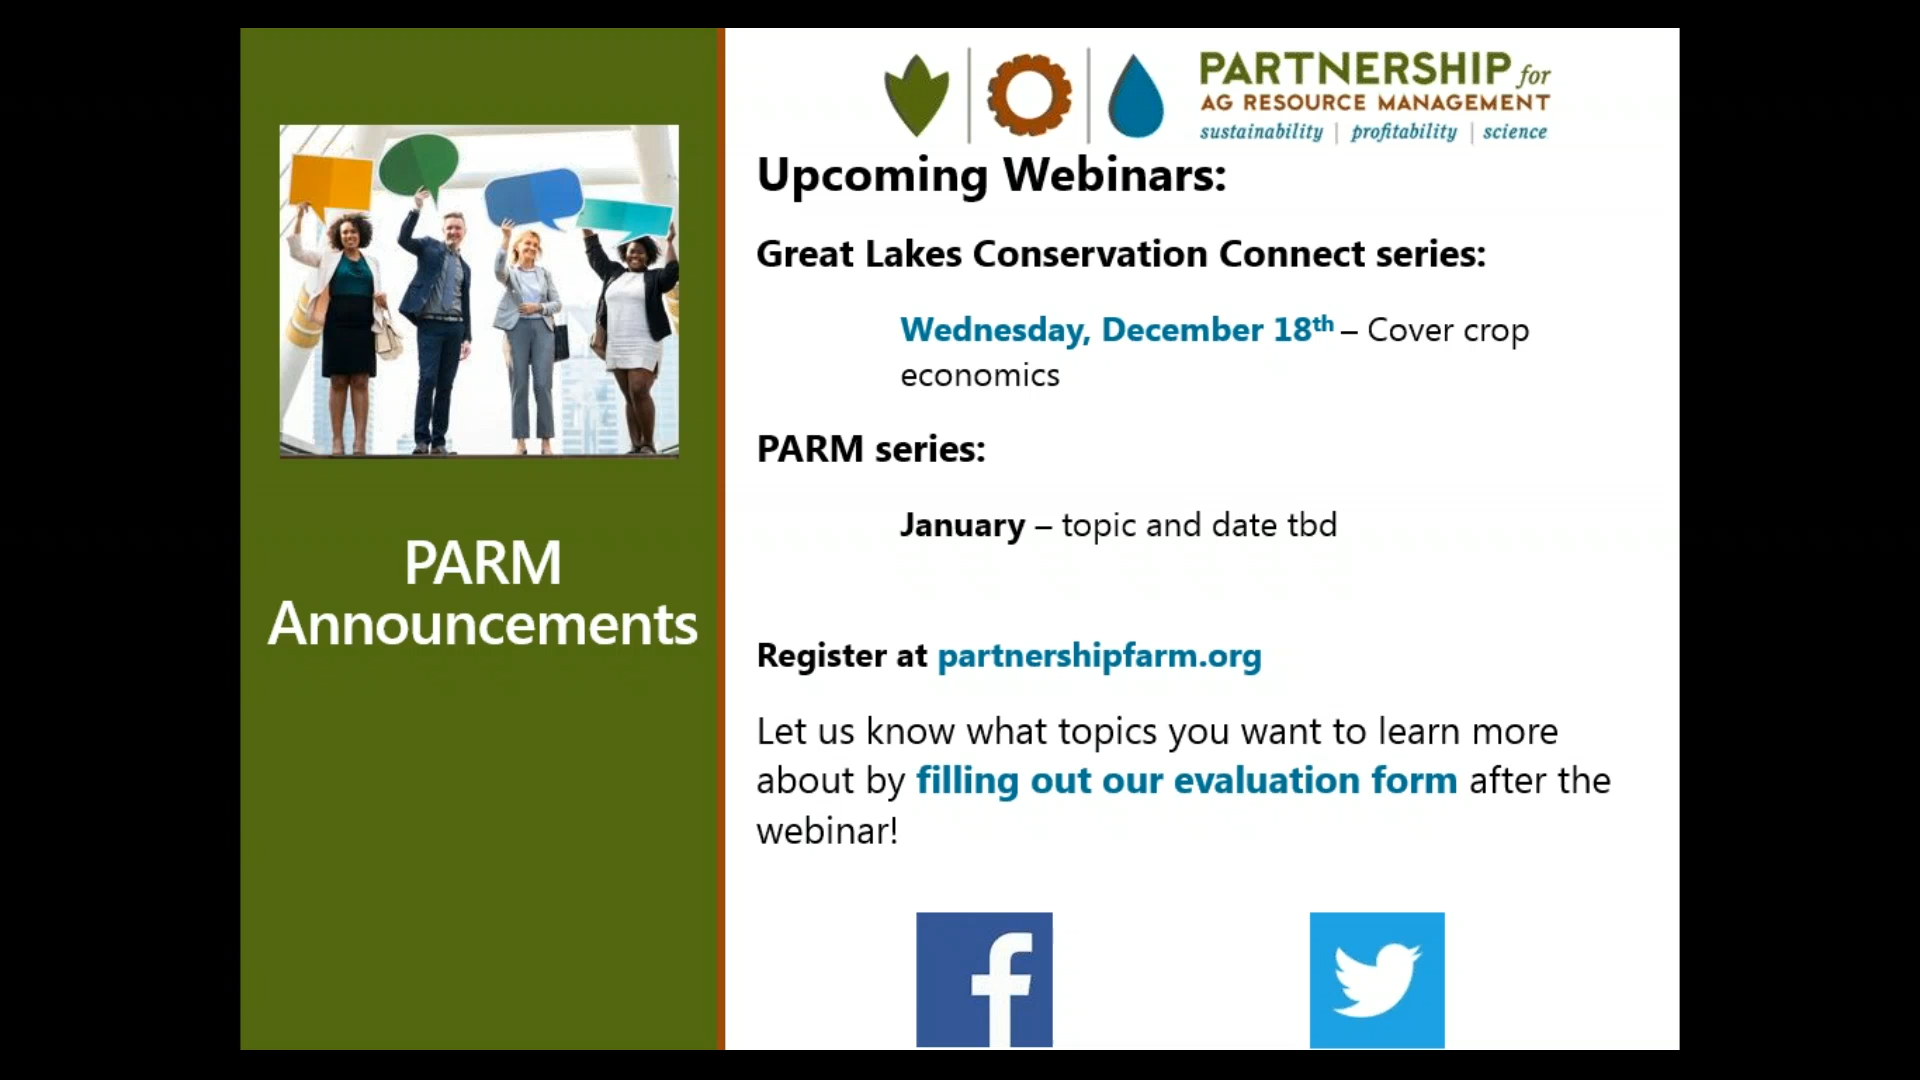 PARTNERSHIP for
AG RESOURCE MANAGEMENT
sustainability | profitability | science
PARM
Announcements
Upcoming Webinars:
Great Lakes Conservation Connect series:
Wednesday, December 18th – Cover crop
economics
PARM series:
January – topic and date tbd
Register at partnershipfarm.org
Let us know what topics you want to learn more
about by filling out our evaluation form after the
webinar!